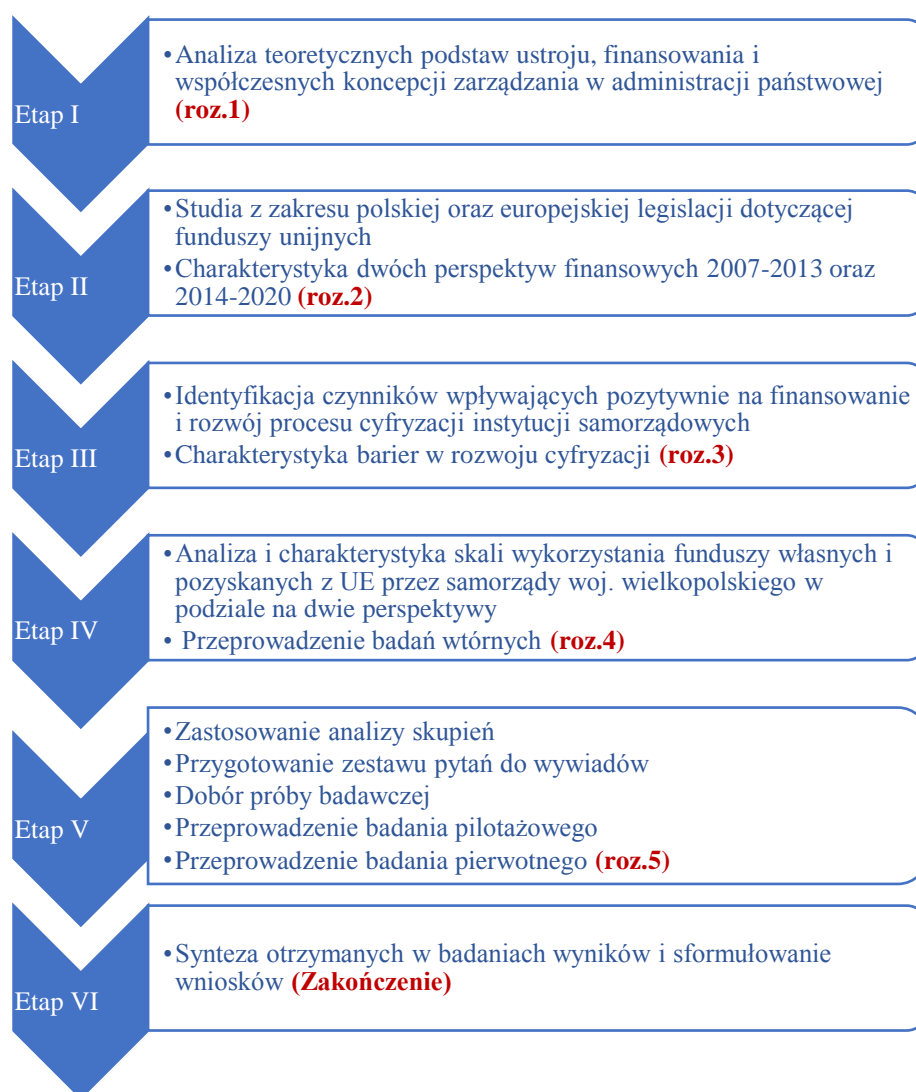 Etap I
•Analiza teoretycznych podstaw ustroju, finansowania i
współczesnych koncepcji zarządzania w administracji państwowej
(roz.1)
Etap II
•Studia z zakresu polskiej oraz europejskiej legislacji dotyczącej
funduszy unijnych
•Charakterystyka dwóch perspektyw finansowych 2007-2013 oraz
2014-2020 (roz.2)
Etap III
•Identyfikacja czynników wpływających pozytywnie na finansowanie
i rozwój procesu cyfryzacji instytucji samorządowych
•Charakterystyka barier w rozwoju cyfryzacji (roz.3)
Etap IV
•Analiza i charakterystyka skali wykorzystania funduszy własnych i
pozyskanych z UE przez samorządy woj. wielkopolskiego w
podziale na dwie perspektywy
• Przeprowadzenie badań wtórnych (roz.4)
Etap V
•Zastosowanie analizy skupień
•Przygotowanie zestawu pytań do wywiadów
•Dobór próby badawczej
•Przeprowadzenie badania pilotażowego
•Przeprowadzenie badania pierwotnego (roz.5)
Etap VI
•Synteza otrzymanych w badaniach wyników i sformułowanie
wniosków (Zakończenie)